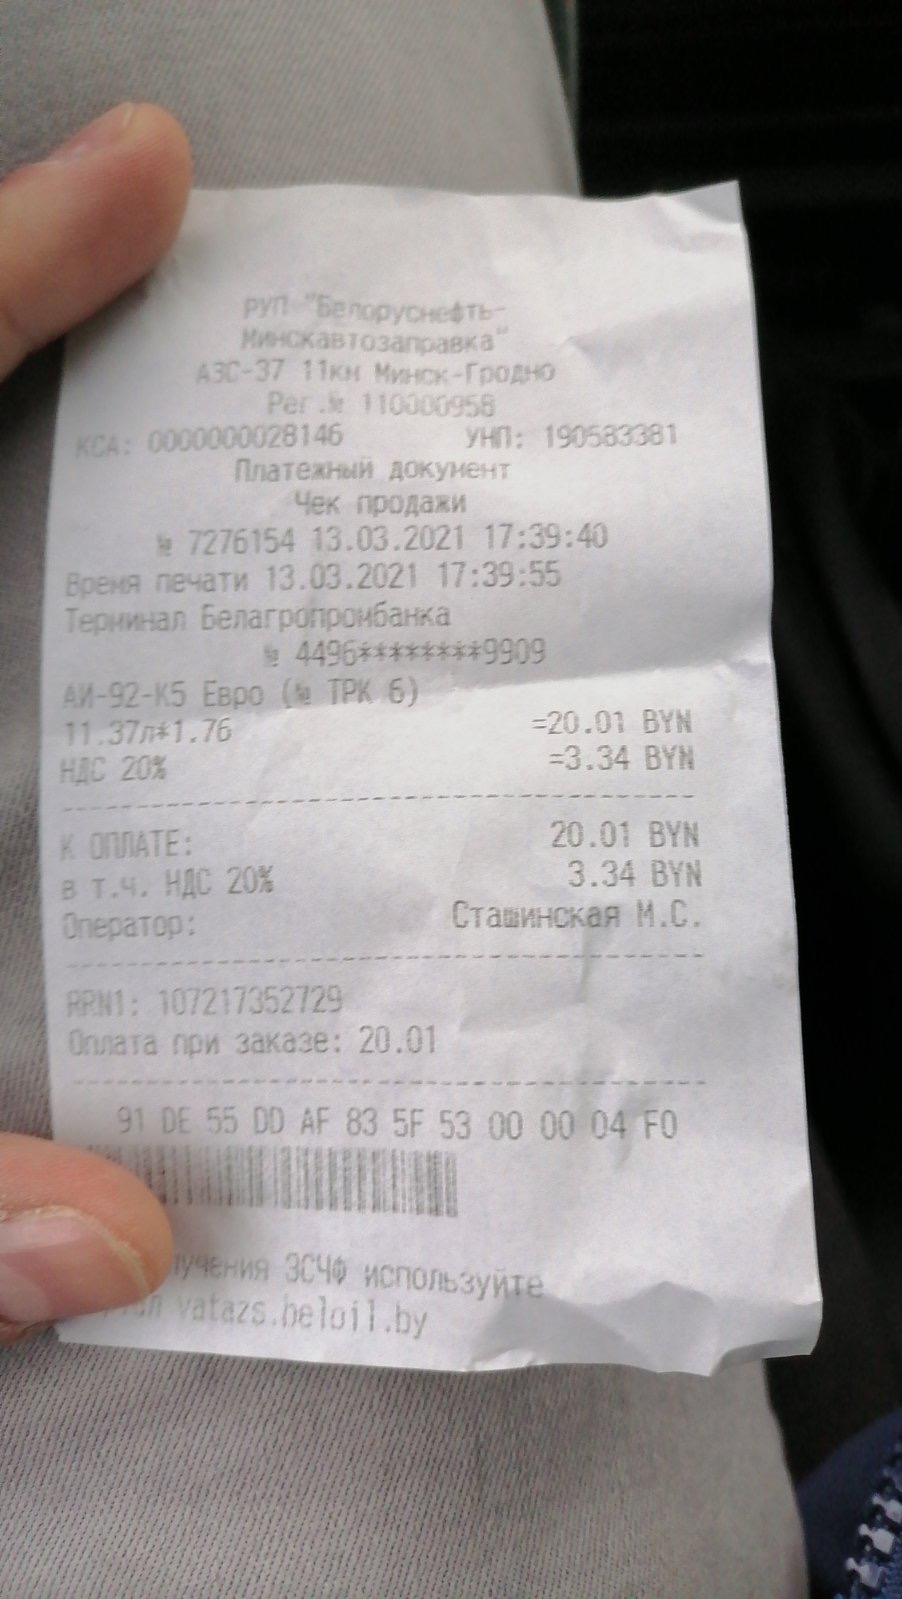 РУП "Белоруснефть-
Минскавтозаправка"
АЗС-37 11км Минск-Гродно
Рег.№ 110000958
КСА: 0000000028146 УНП: 190583381
Платежный документ
Чек продажи
№ 7276154 13.03.2021 17:39:40
Время печати 13.03.2021 17:39:55
Терминал Белагропромбанка
№ 4496********9909
АИ-92-К5 Евро (№ ТРК 6)
11.37л*1.76 =20.01 BYN
НДС 20% =3.34 BYN
К ОПЛАТЕ: 20.01 BYN
в т.ч. НДС 20% 3.34 BYN
Оператор: Сташинская М.С.
RRN1: 107217352729
Оплата при заказе: 20.01
91 DE 55 DD AF 83 5F 53 00 00 04 F0
ЭСЧФ используйте
vatazs.beloil.by